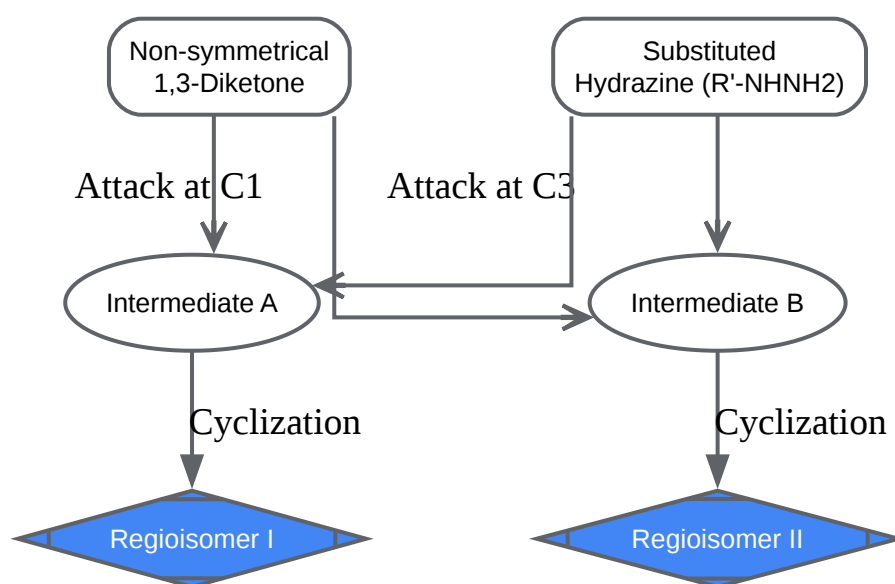 Non-symmetrical
1,3-Diketone
Substituted
Hydrazine (R'-NHNH2)
Attack at C1
Attack at C3
Intermediate A
Intermediate B
Cyclization
Cyclization
Regioisomer I
Regioisomer II